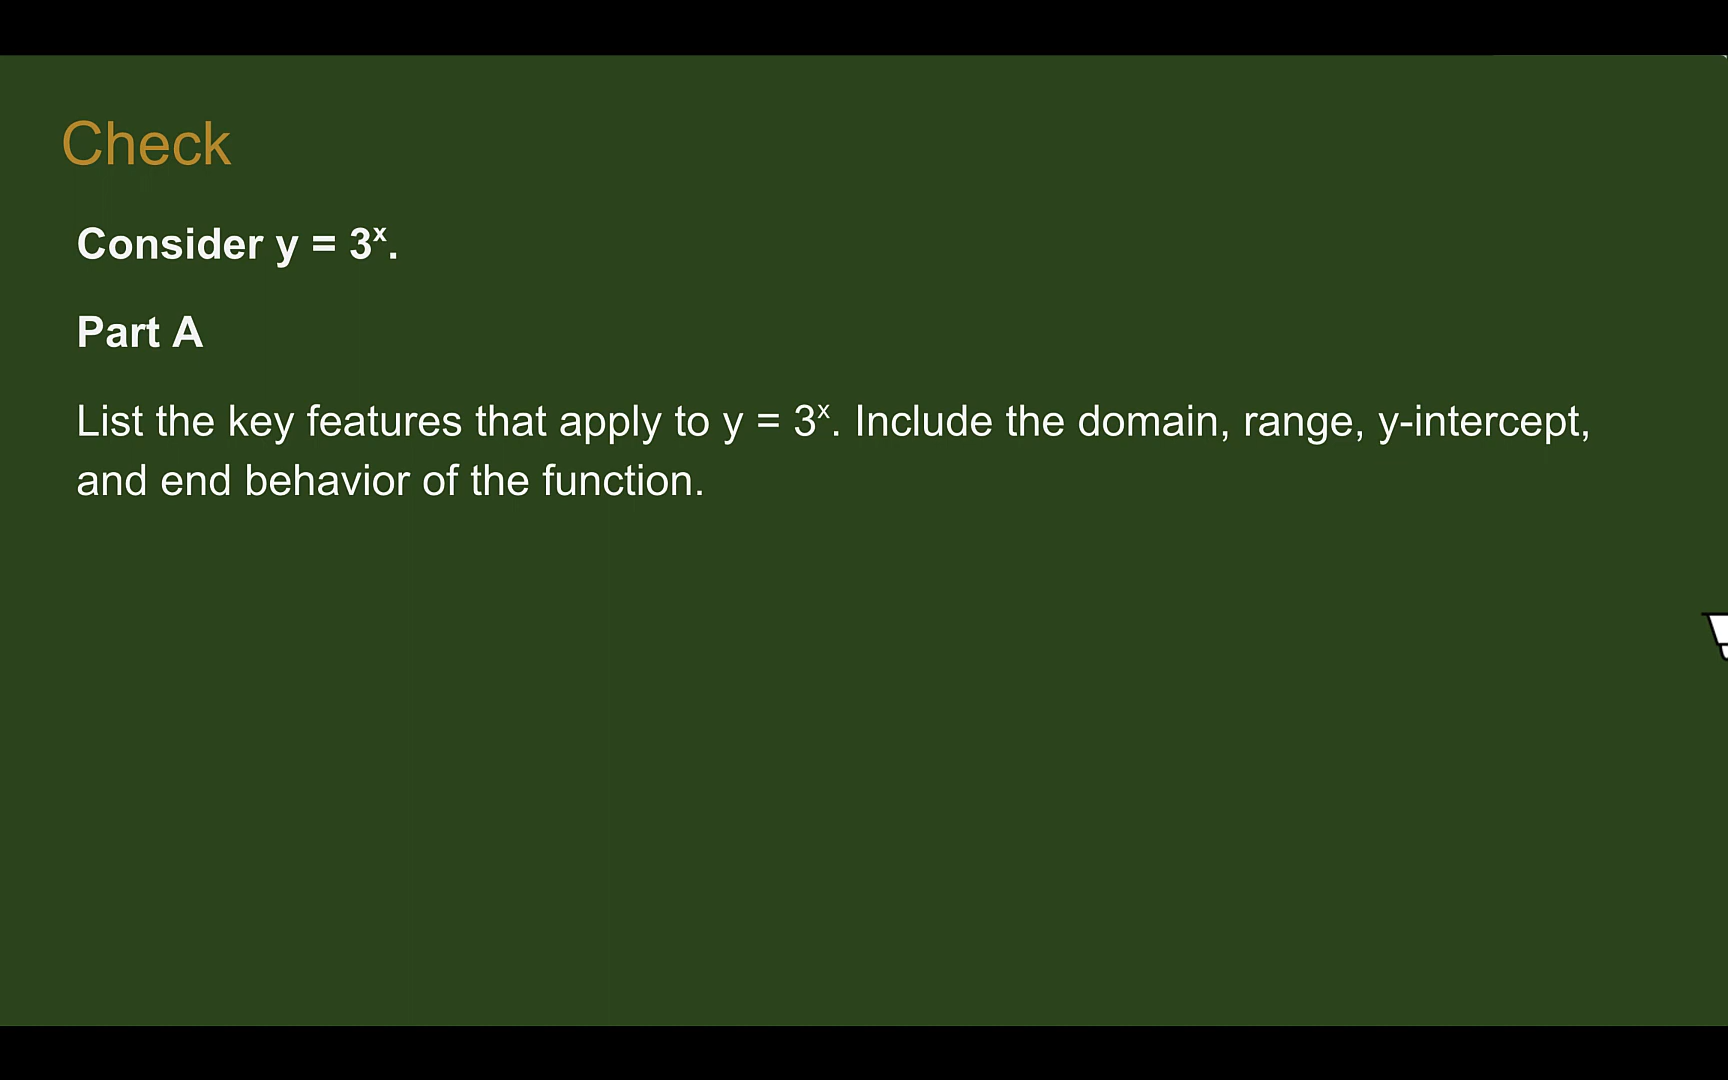 Check
Consider y = 3ˣ.
Part A
List the key features that apply to y = 3ˣ. Include the domain, range, y-intercept,
and end behavior of the function.